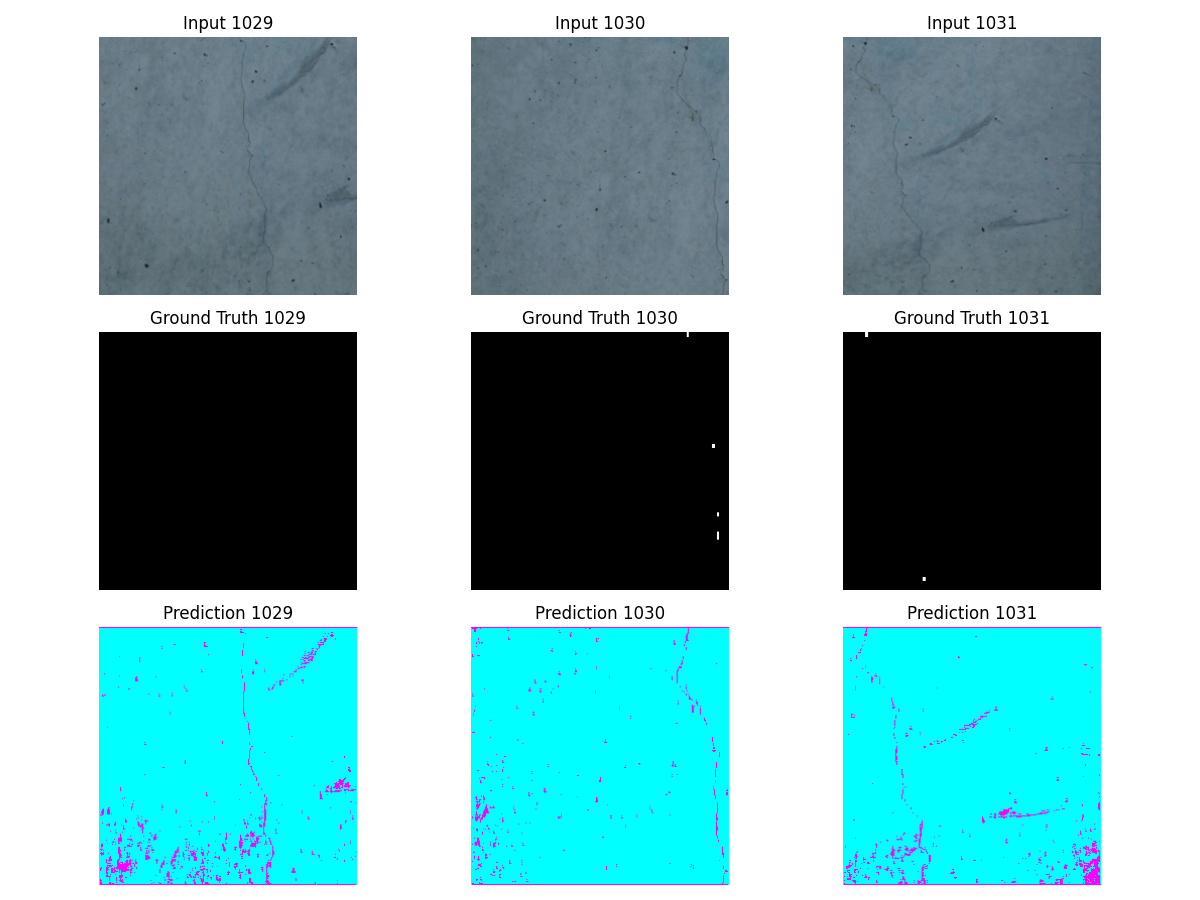 Input 1029
Input 1030
Input 1031
Ground Truth 1029
Ground Truth 1030
Ground Truth 1031
Prediction 1029
Prediction 1030
Prediction 1031